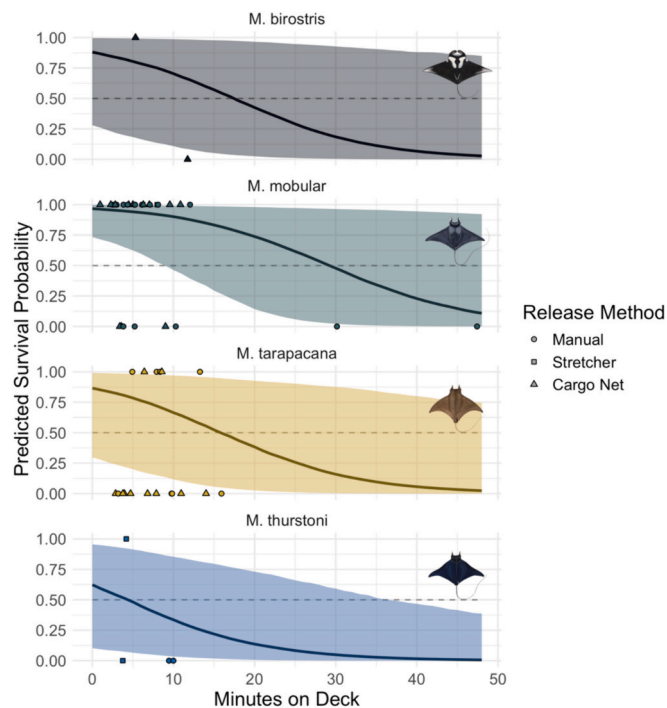 M. birostris
1.00
0.75
0.50
0.25
0.00
M. mobular
1.00
0.75
0.50
0.25
0.00
M. tarapacana
1.00
0.75
0.50
0.25
0.00
M. thurstoni
1.00
0.75
0.50
0.25
0.00
0 10 20 30 40 50
Minutes on Deck
Predicted Survival Probability
Release Method
Manual
Stretcher
Cargo Net